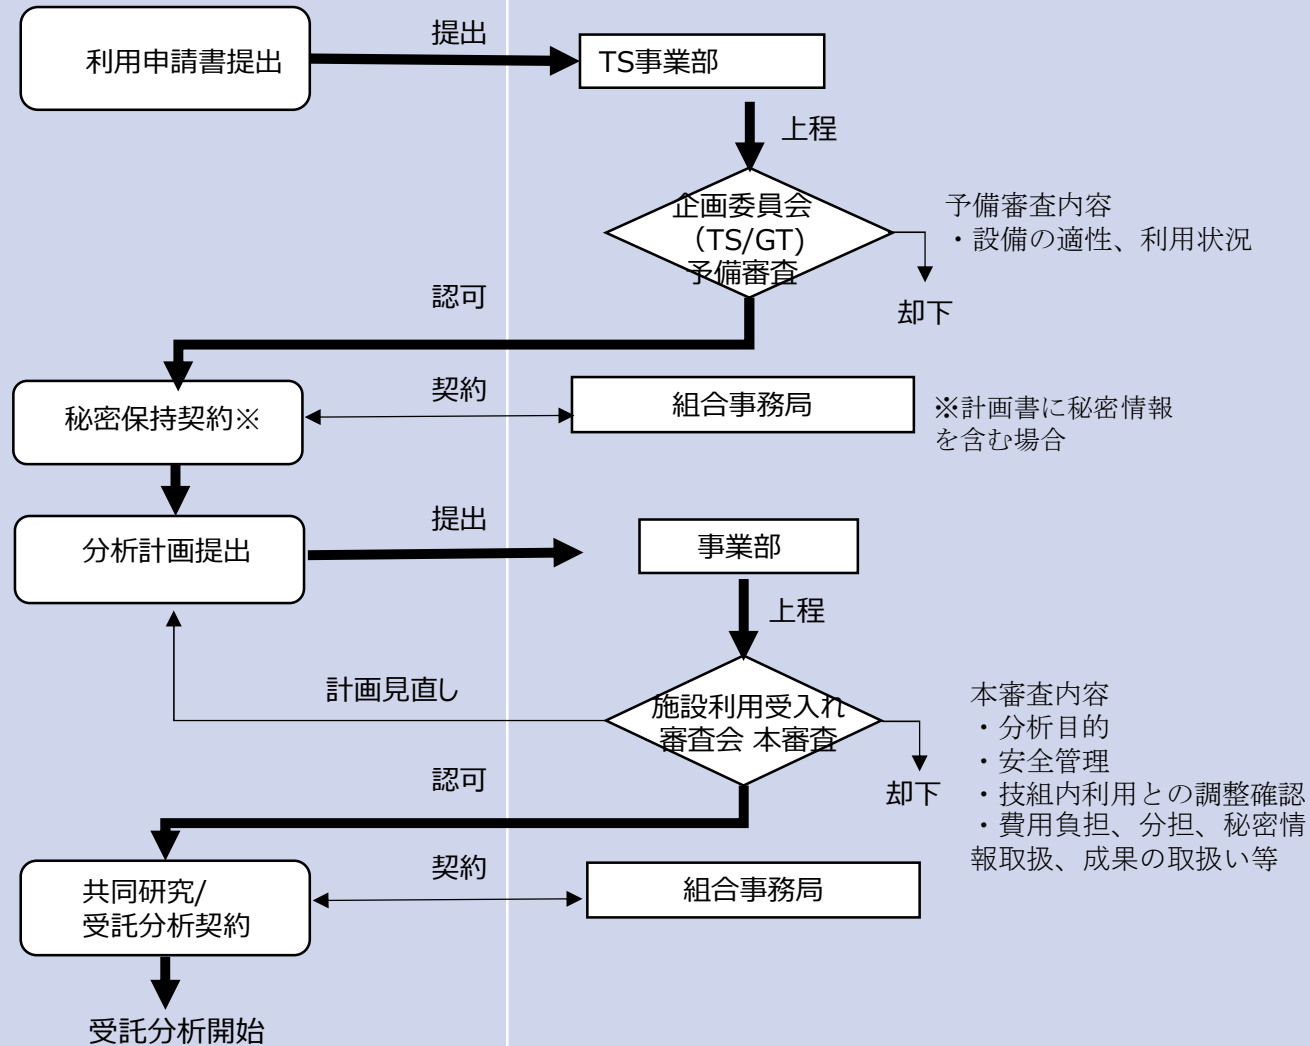 利用申請書提出
提出
TS事業部
上程
企画委員会
（TS/GT)
予備審査
予備審査内容
・設備の適性、利用状況
却下
認可
秘密保持契約※
契約
組合事務局
※計画書に秘密情報
を含む場合
分析計画提出
提出
事業部
上程
計画見直し
施設利用受入れ
審査会 本審査
本審査内容
・分析目的
・安全管理
・技組内利用との調整確認
・費用負担、分担、秘密情
報取扱、成果の取扱い等
却下
認可
共同研究/
受託分析契約
契約
組合事務局
受託分析開始